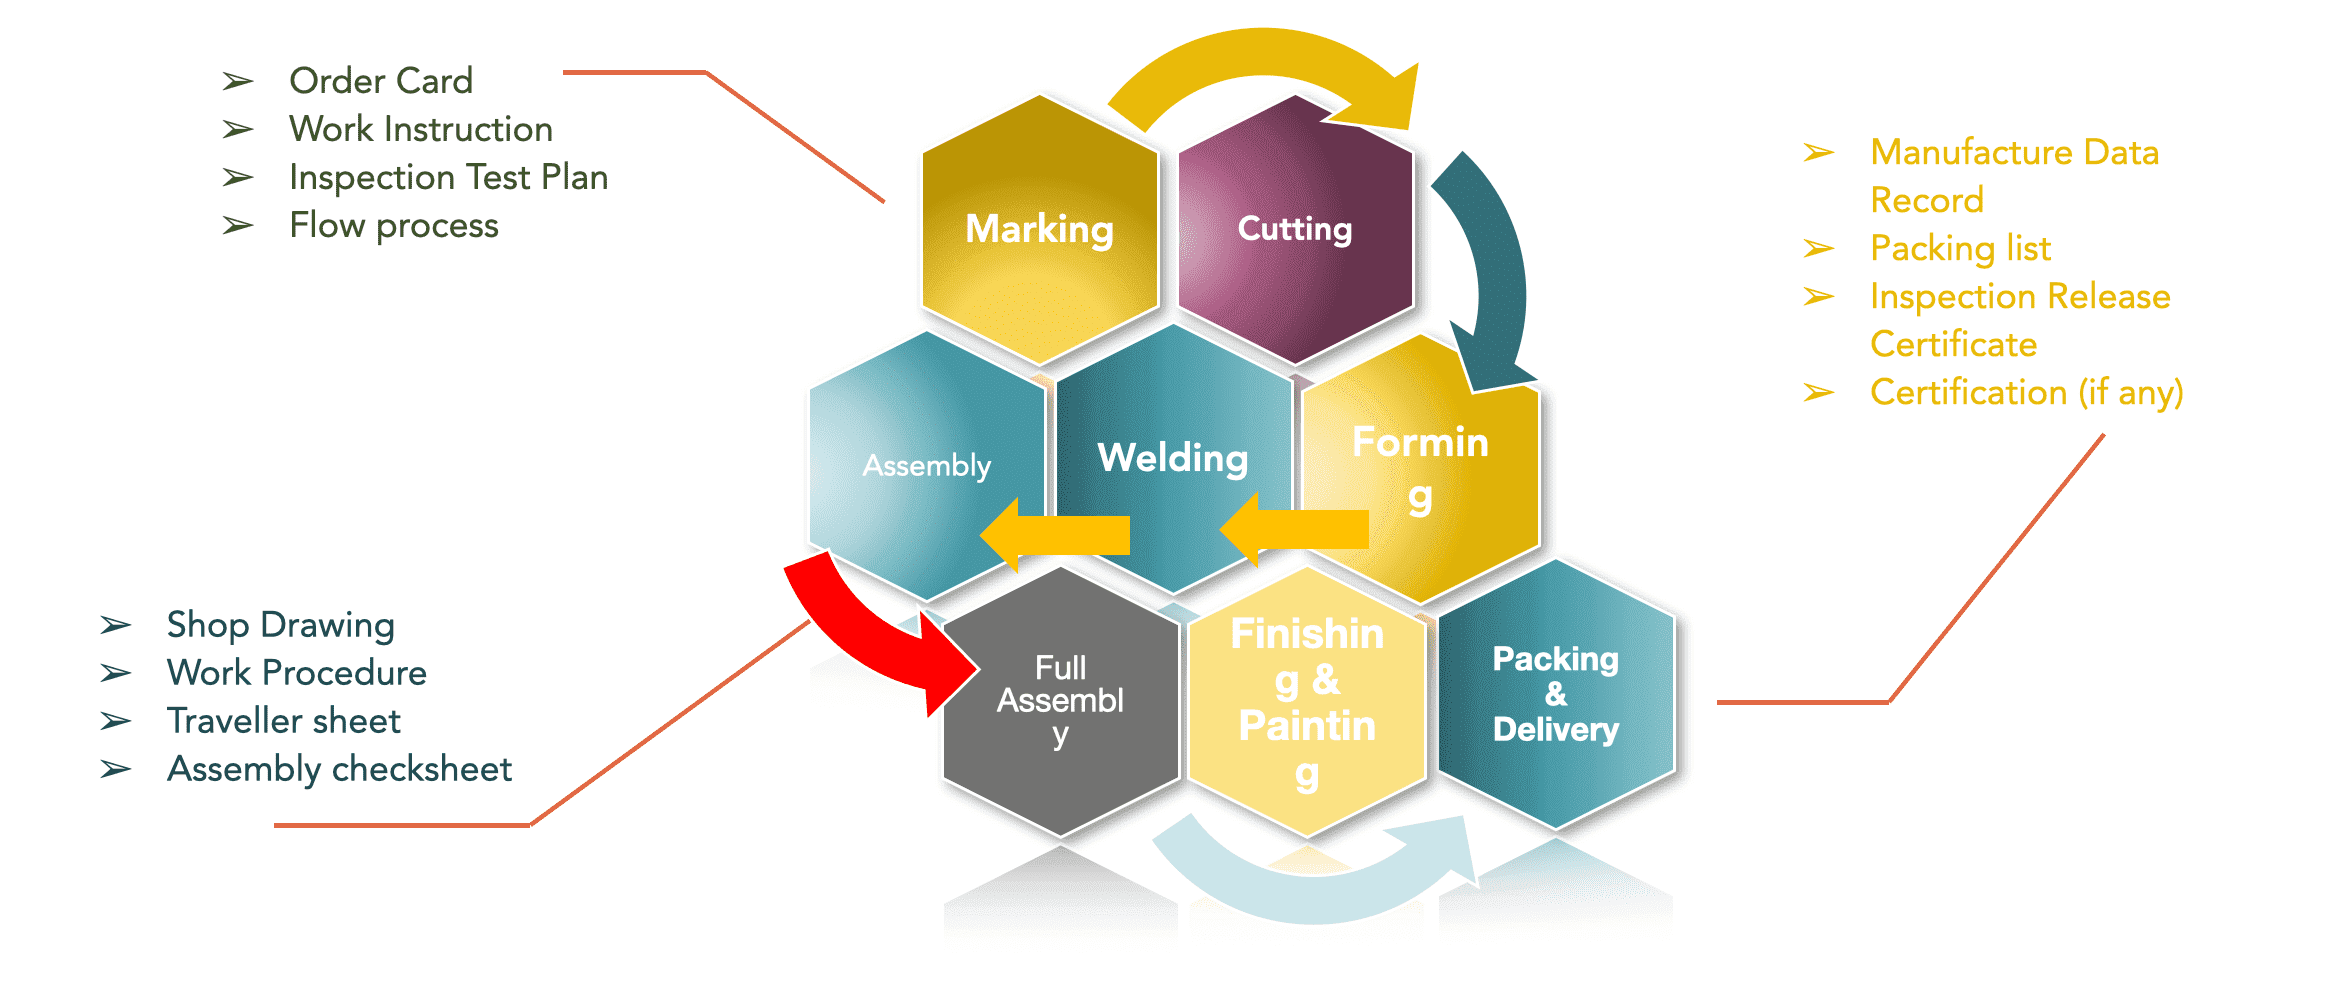 ➢ Order Card
➢ Work Instruction
➢ Inspection Test Plan
➢ Flow process
Marking
Cutting
➢ Manufacture Data
Record
➢ Packing list
➢ Inspection Release
Certificate
➢ Certification (if any)
Assembly
Welding
Formin
g
➢ Shop Drawing
➢ Work Procedure
➢ Traveller sheet
➢ Assembly checksheet
Full
Assembl
y
Finishin
g &
Paintin
g
Packing
&
Delivery